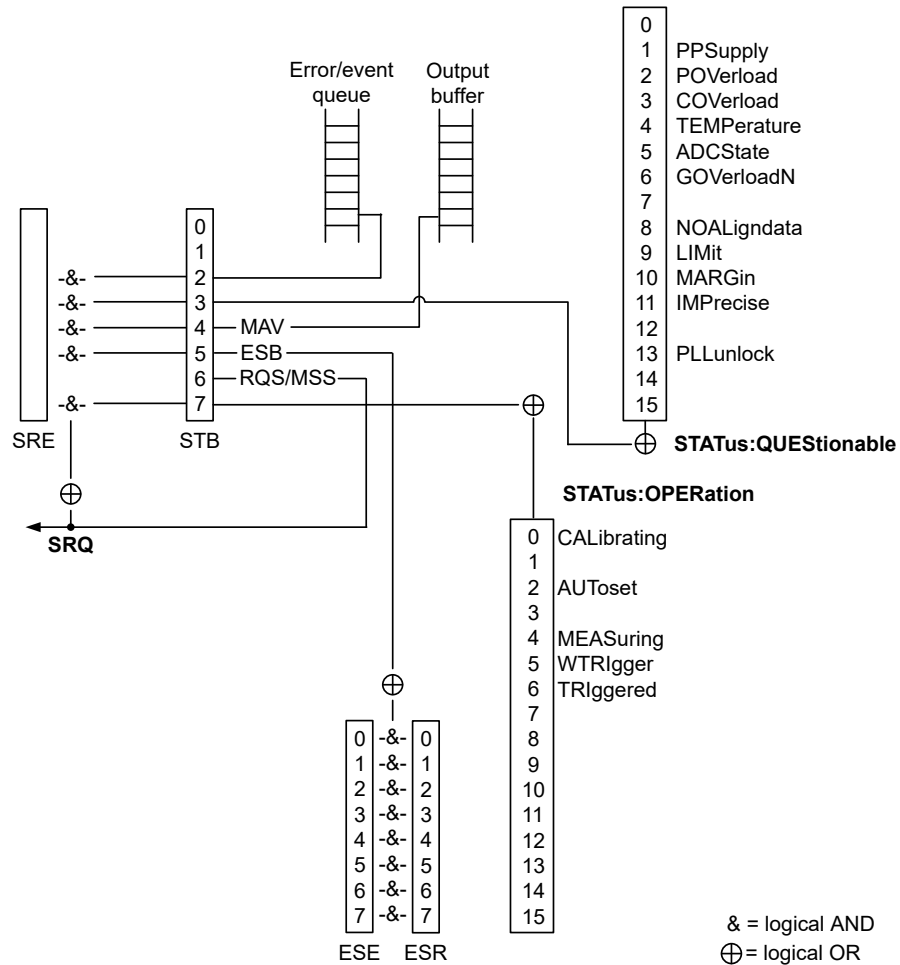 Error/event
queue
Output
buffer
0
1 PPSupply
2 POVerload
3 COVerload
4 TEMPerature
5 ADCState
6 GOVerloadN
7
8 NOALigndata
9 LIMit
10 MARGin
11 IMPrecise
12
13 PLLunlock
14
15
STATus:QUEStionable
0
1
-&- 2
-&- 3
-&- 4 MAV
-&- 5 ESB
6 RQS/MSS
-&- 7
SRE
STB
SRQ
STATus:OPERation
0 CALibrating
1
2 AUToset
3
4 MEASuring
5 WTRIgger
6 TRIggered
7
8
9
10
11
12
13
14
15
0 -&- 0
1 -&- 1
2 -&- 2
3 -&- 3
4 -&- 4
5 -&- 5
6 -&- 6
7 -&- 7
ESE ESR
& = logical AND
⊕ = logical OR